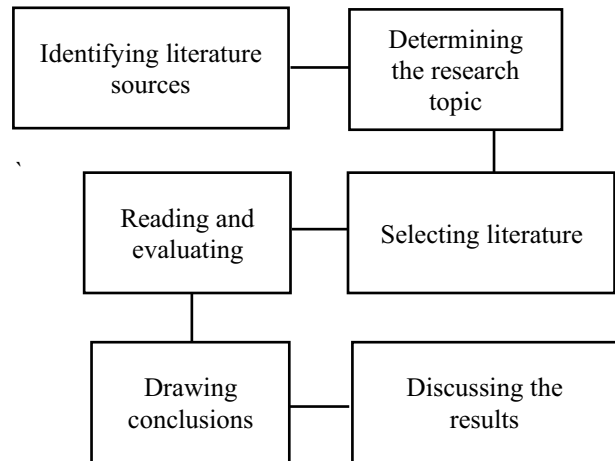 Identifying literature
sources
Determining
the research
topic
`
Reading and
evaluating
Selecting literature
Drawing
conclusions
Discussing the
results